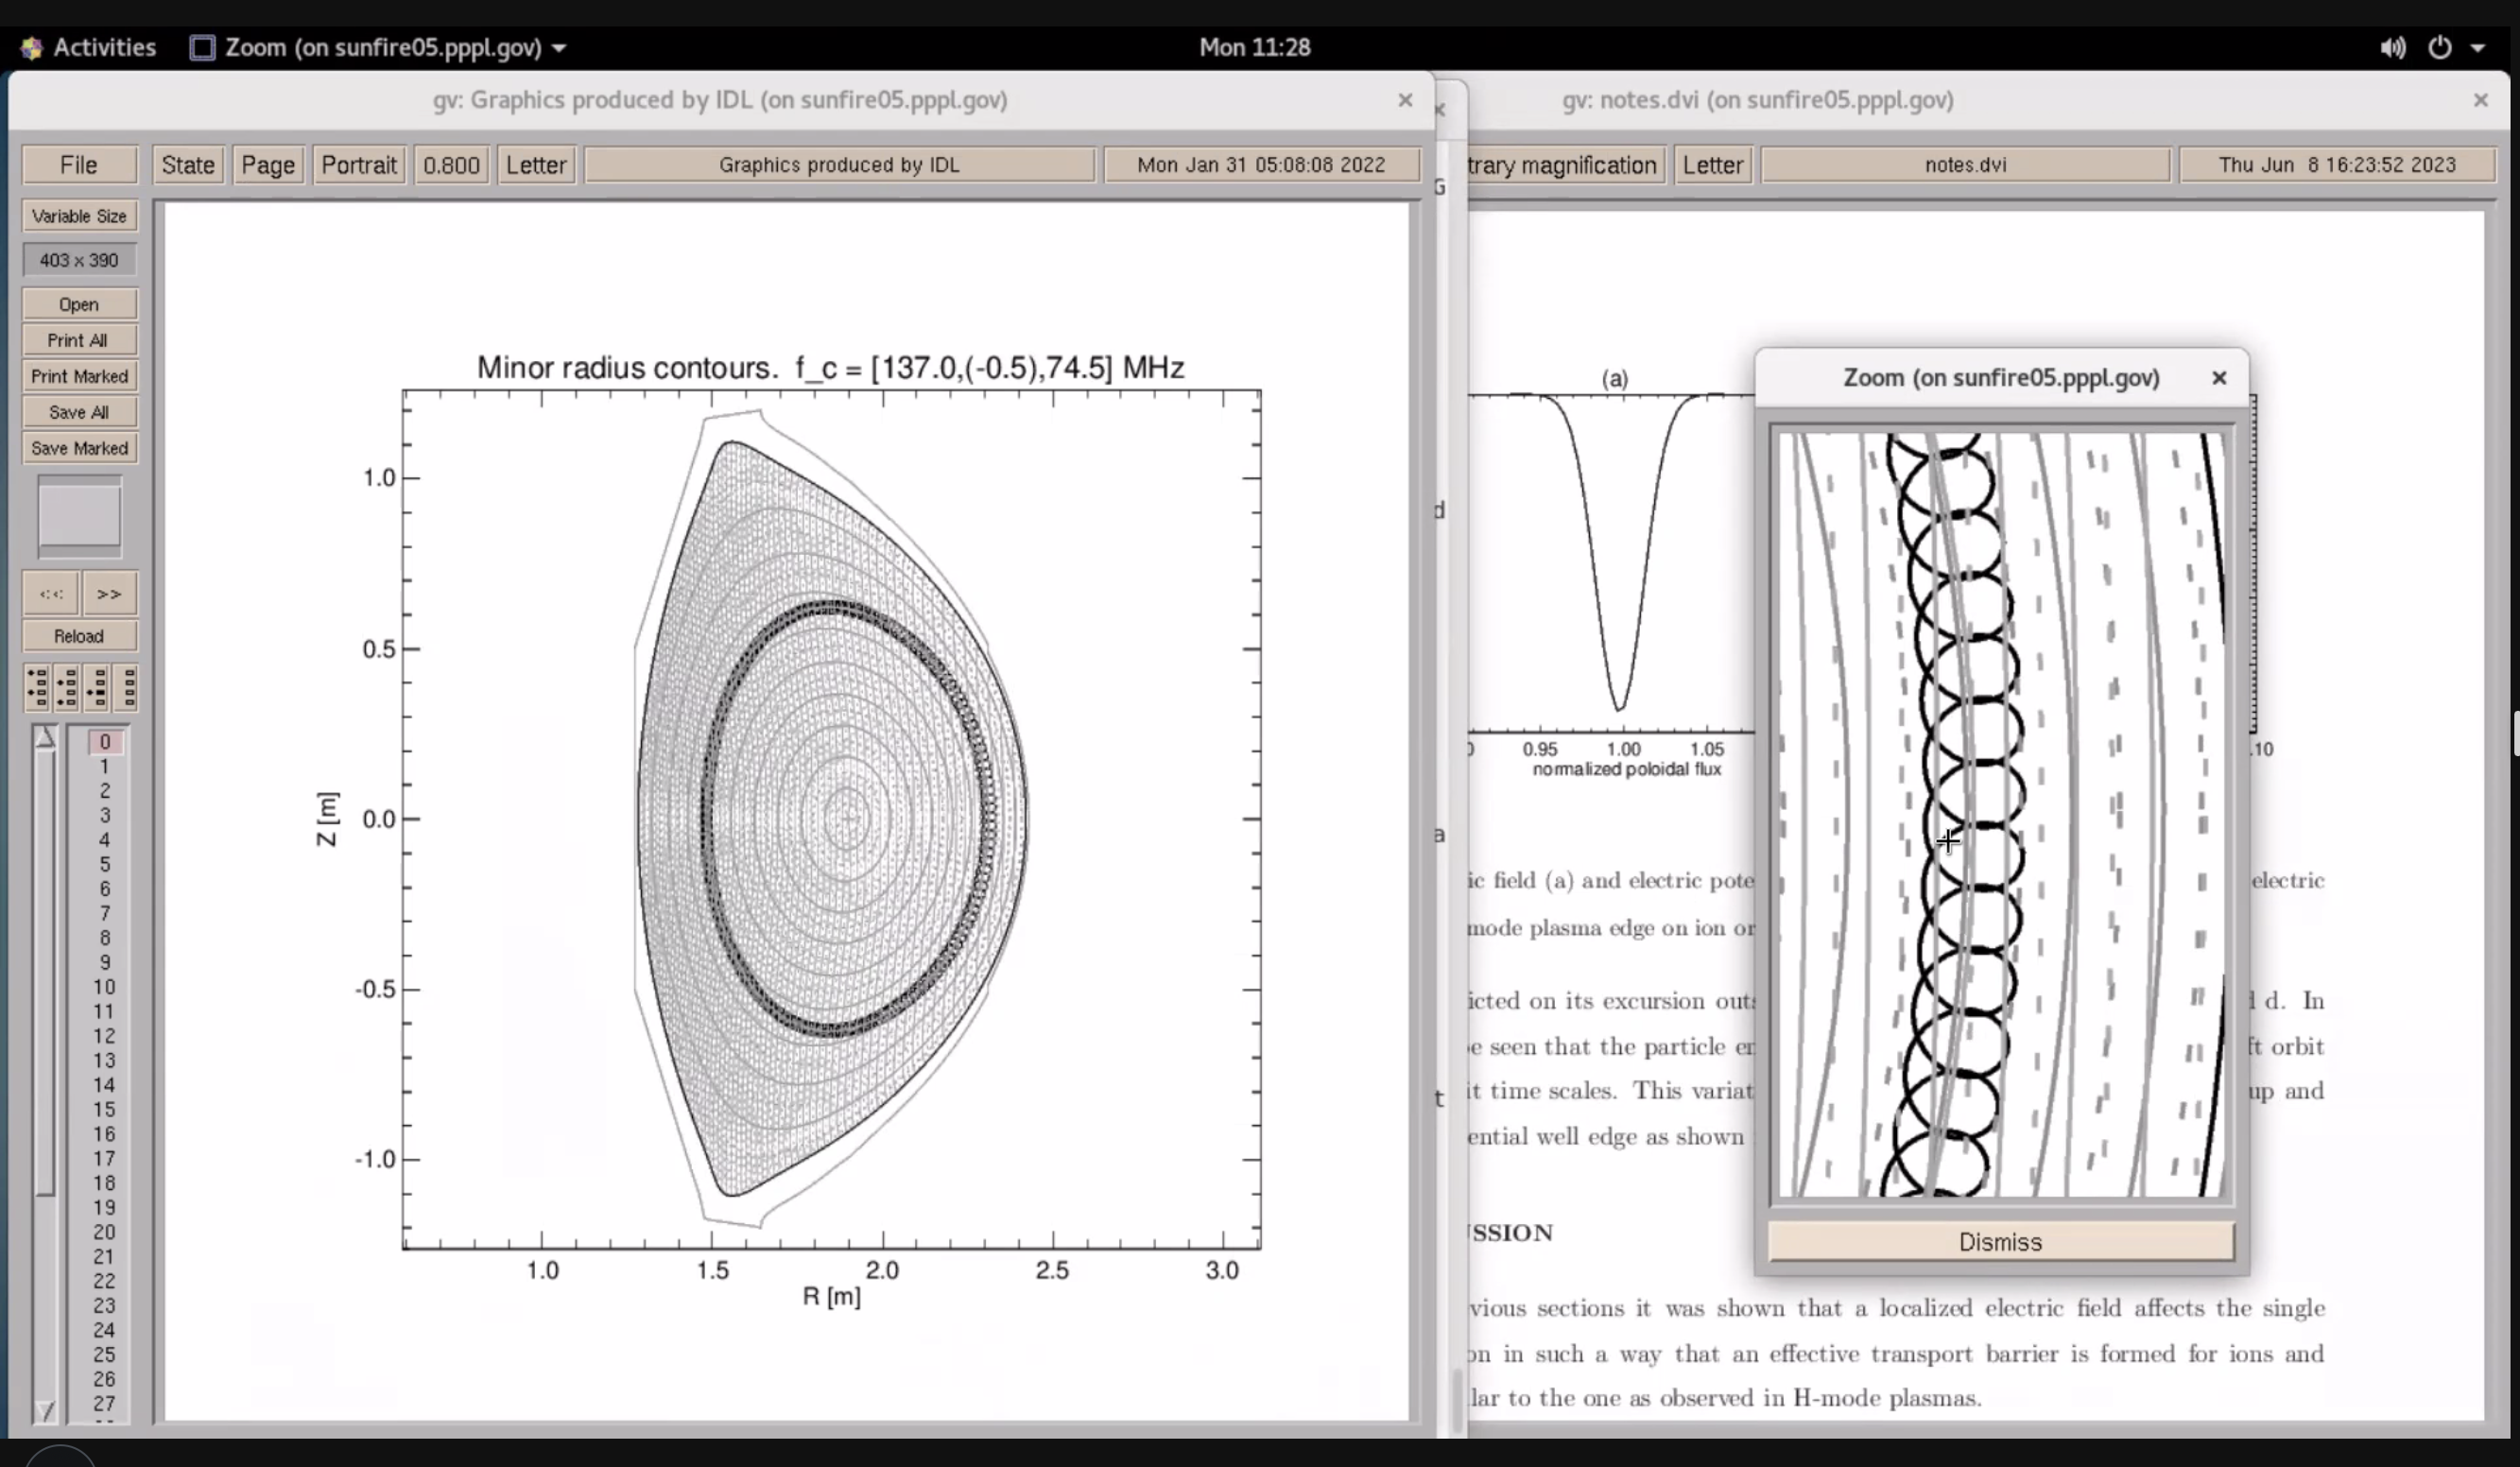 Activities Zoom (on sunfire05.pppl.gov) Mon 11:28
gv: Graphics produced by IDL (on sunfire05.pppl.gov)
File State Page Portrait 0.800 Letter Graphics produced by IDL Mon Jan 31 05:08:08 2022
Variable Size
403 x 390
Open
Print All
Print Marked
Save All
Save Marked
<< >>
Reload
0
1
2
3
4
5
6
7
8
9
10
11
12
13
14
15
16
17
18
19
20
21
22
23
24
25
26
27
Minor radius contours. f_c = [137.0,(-0.5),74.5] MHz
1.0
0.5
0.0
-0.5
-1.0
Z [m]
1.0 1.5 2.0 2.5 3.0
R [m]
G
d
a
t
gv: notes.dvi (on sunfire05.pppl.gov)
trary magnification Letter notes.dvi Thu Jun 8 16:23:52 2023
(a)
0.95 1.00 1.05 .10
normalized poloidal flux
ic field (a) and electric pote electric
mode plasma edge on ion or
icted on its excursion outs d. In
e seen that the particle en ft orbit
it time scales. This variat up and
ential well edge as shown
SSION
vious sections it was shown that a localized electric field affects the single
on in such a way that an effective transport barrier is formed for ions and
lar to the one as observed in H-mode plasmas.
Zoom (on sunfire05.pppl.gov)
Dismiss